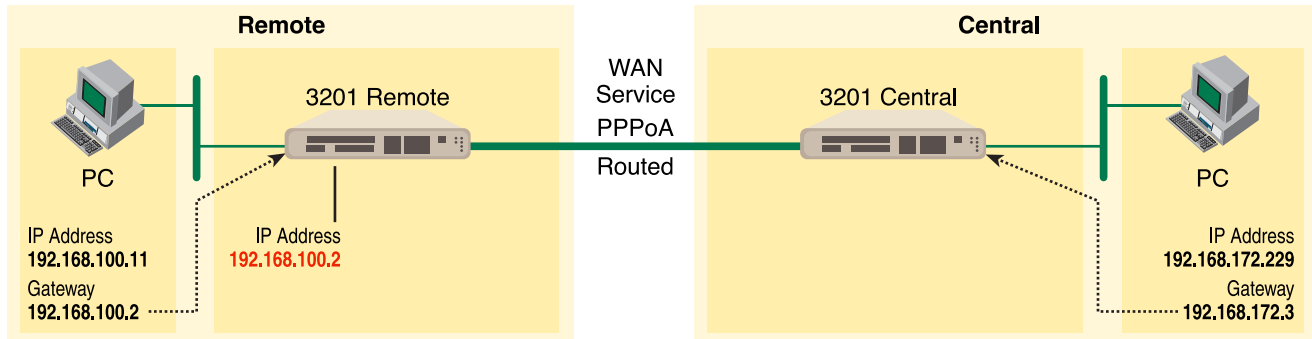 Remote
Central
3201 Remote
WAN
Service
PPPoA
Routed
3201 Central
PC
PC
IP Address
192.168.100.11
Gateway
192.168.100.2
IP Address
192.168.100.2
IP Address
192.168.172.229
Gateway
192.168.172.3